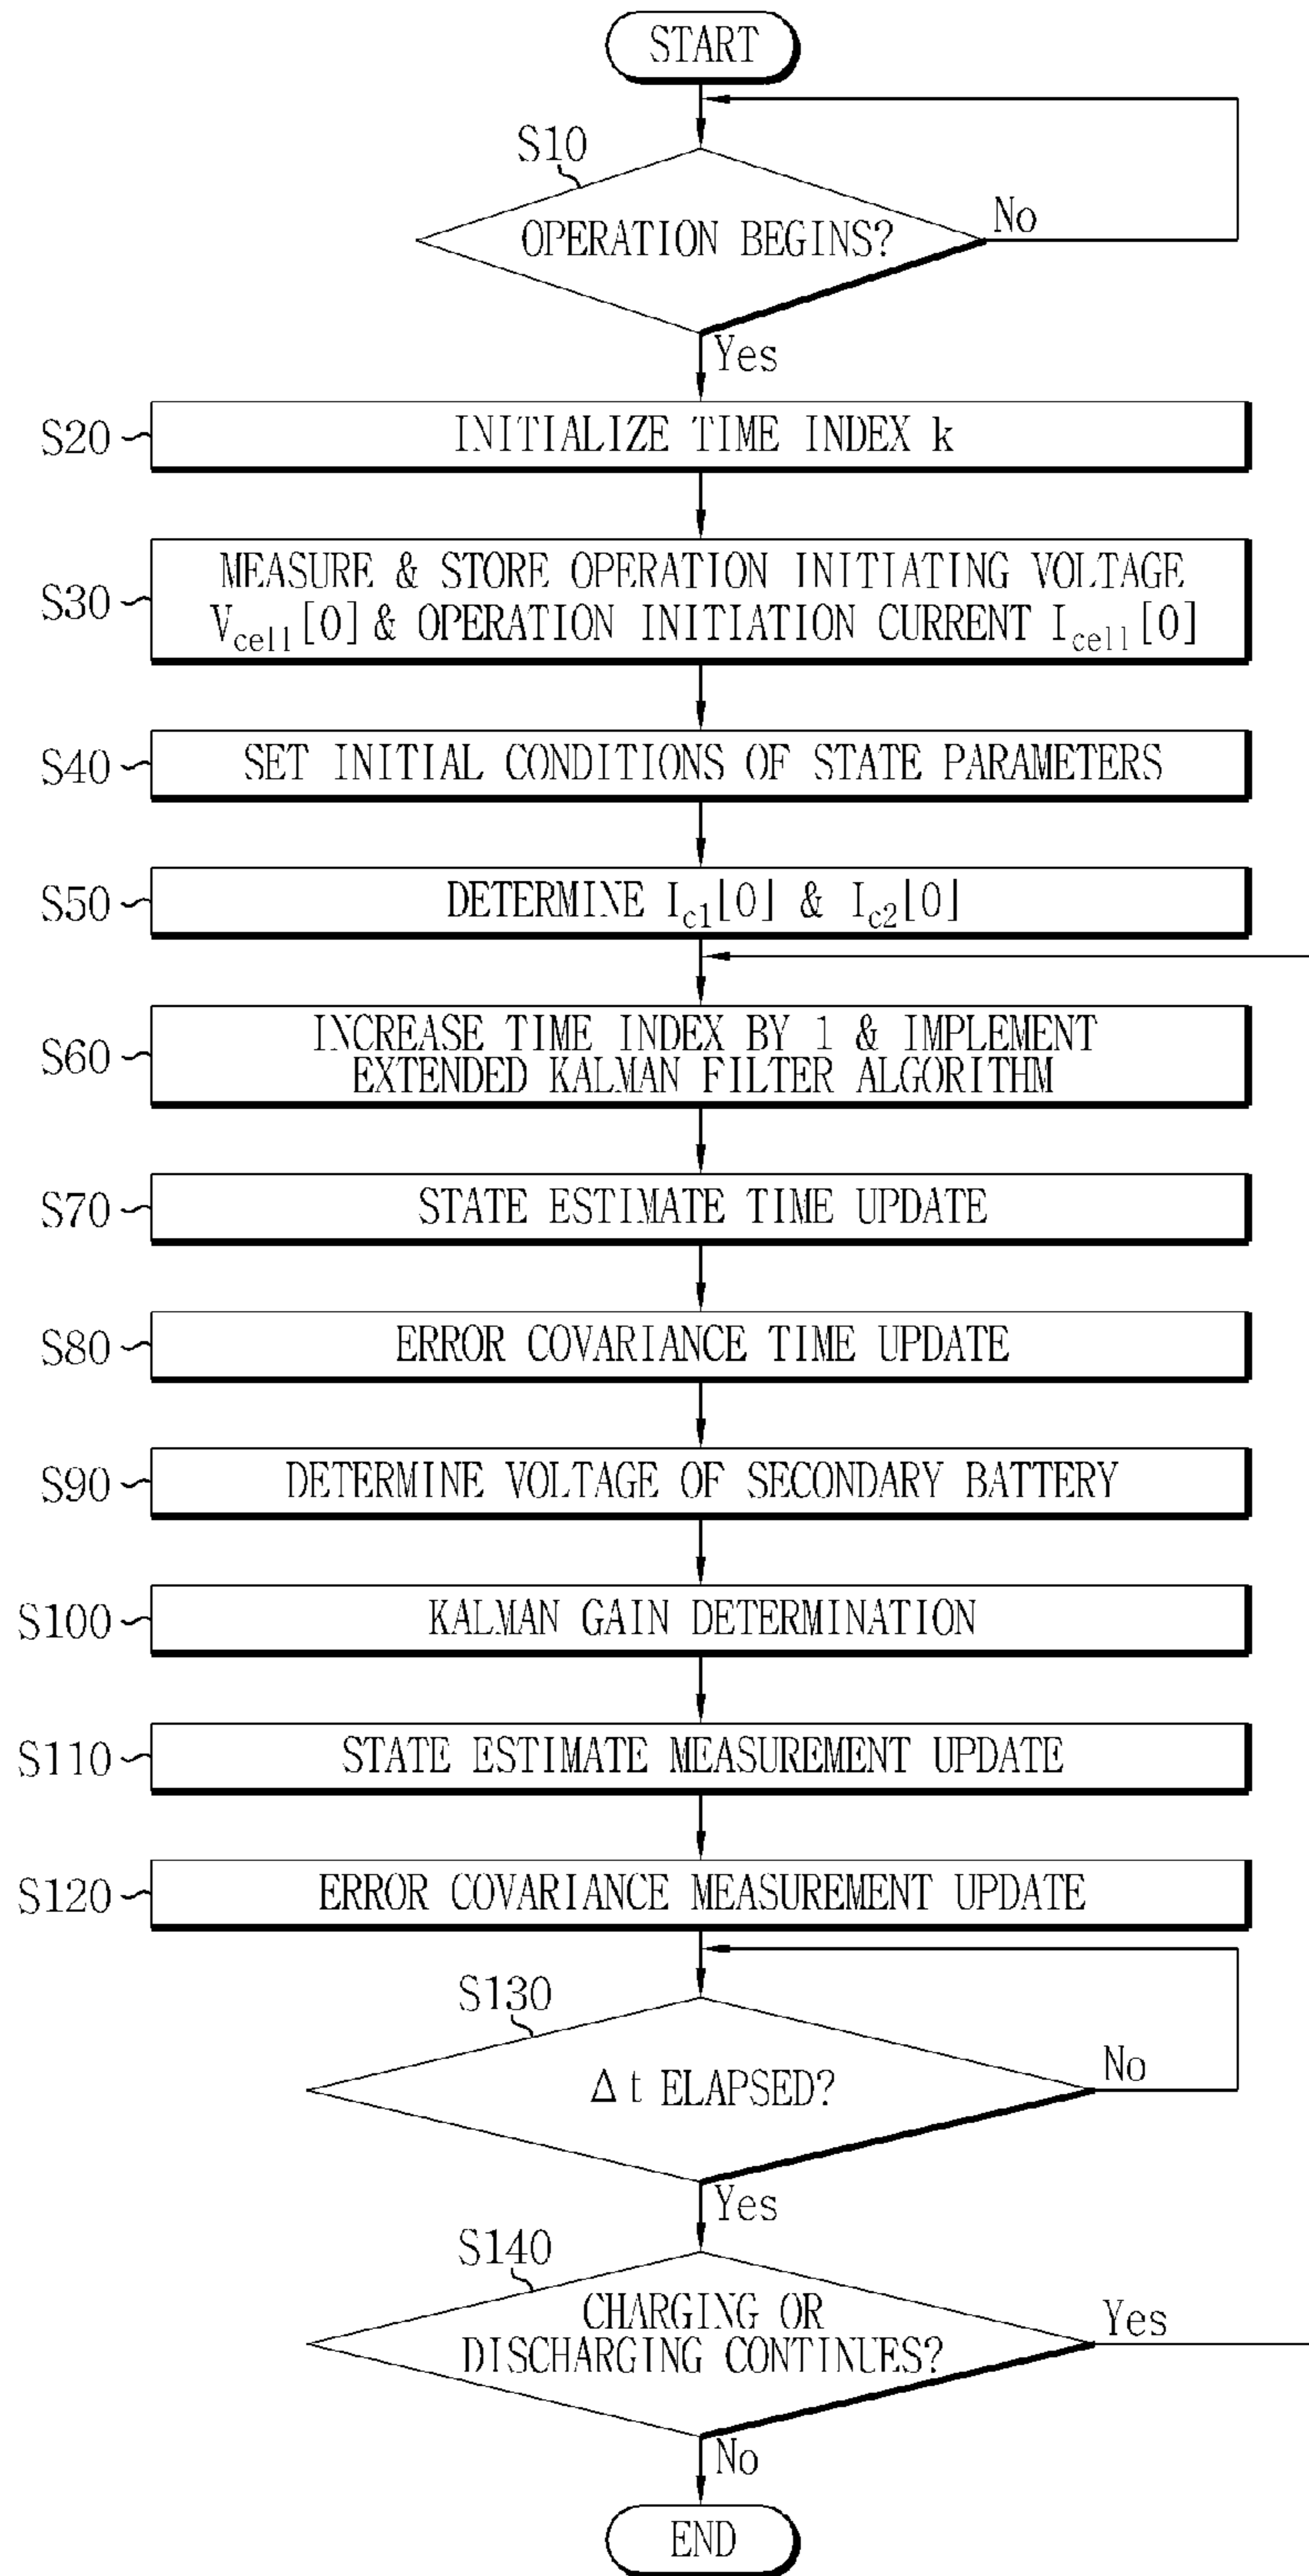 START
S10
OPERATION BEGINS?
No
Yes
S20
INITIALIZE TIME INDEX k
S30
MEASURE & STORE OPERATION INITIATING VOLTAGE
Vcell[0] & OPERATION INITIATION CURRENT Icell[0]
S40
SET INITIAL CONDITIONS OF STATE PARAMETERS
S50
DETERMINE Ic1[0] & Ic2[0]
S60
INCREASE TIME INDEX BY 1 & IMPLEMENT
EXTENDED KALMAN FILTER ALGORITHM
S70
STATE ESTIMATE TIME UPDATE
S80
ERROR COVARIANCE TIME UPDATE
S90
DETERMINE VOLTAGE OF SECONDARY BATTERY
S100
KALMAN GAIN DETERMINATION
S110
STATE ESTIMATE MEASUREMENT UPDATE
S120
ERROR COVARIANCE MEASUREMENT UPDATE
S130
Δt ELAPSED?
No
Yes
S140
CHARGING OR
DISCHARGING CONTINUES?
Yes
No
END